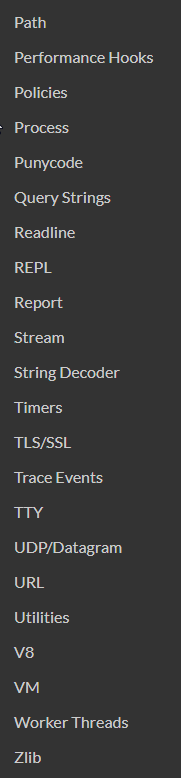 Path
Performance Hooks
Policies
Process
Punycode
Query Strings
Readline
REPL
Report
Stream
String Decoder
Timers
TLS/SSL
Trace Events
TTY
UDP/Datagram
URL
Utilities
V8
VM
Worker Threads
Zlib